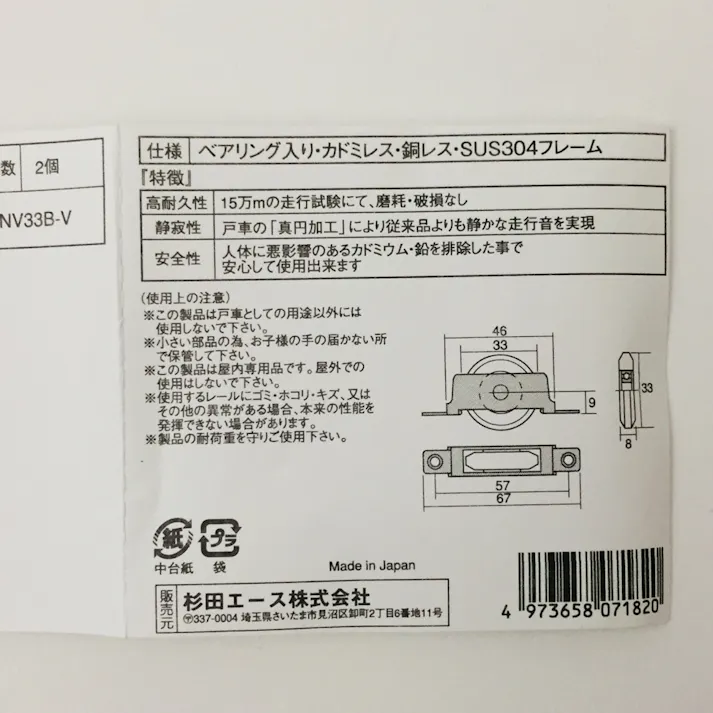 数 2個
NV33B-V
仕様 ベアリング入り・カドミレス・銅レス・SUS304フレーム
『特徴』
高耐久性 15万mの走行試験にて、磨耗・破損なし
静寂性 戸車の「真円加工」により従来品よりも静かな走行音を実現
安全性 人体に悪影響のあるカドミウム・鉛を排除した事で
安心して使用出来ます
(使用上の注意)
※この製品は戸車としての用途以外には
使用しないで下さい。
※小さい部品の為、お子様の手の届かない所
で保管して下さい。
※この製品は屋内専用品です。屋外での
使用はしないで下さい。
※使用するレールにゴミ・ホコリ・キズ、又は
その他の異常がある場合、本来の性能を
発揮できない場合があります。
※製品の耐荷重を守りご使用下さい。
46
33
9
33
8
57
67
紙 プラ
中台紙 袋
Made in Japan
販売元 杉田エース株式会社
〒337-0004 埼玉県さいたま市見沼区卸町2丁目6番地11号
4 973658 071820